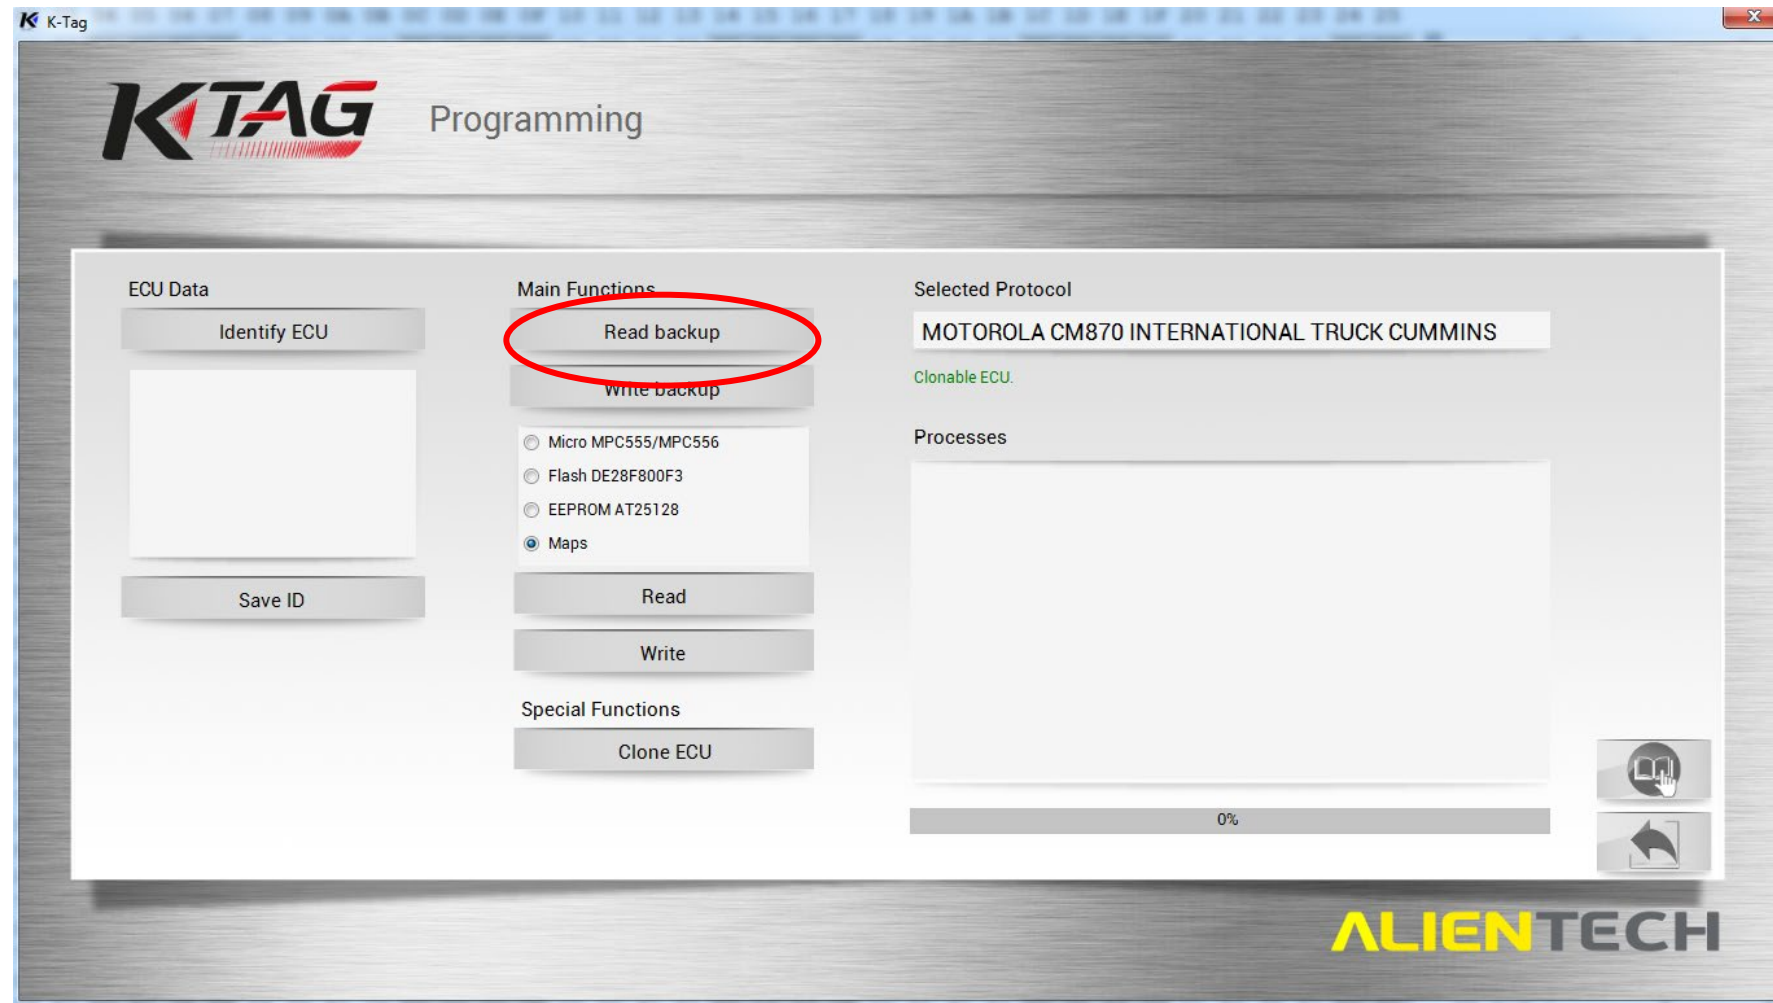 K-Tag
KTAG
Programming
ECU Data
Identify ECU
Save ID
Main Functions
Read backup
Write backup
Micro MPC555/MPC556
Flash DE28F800F3
EEPROM AT25128
Maps
Read
Write
Special Functions
Clone ECU
Selected Protocol
MOTOROLA CM870 INTERNATIONAL TRUCK CUMMINS
Clonable ECU.
Processes
0%
ALIENTECH